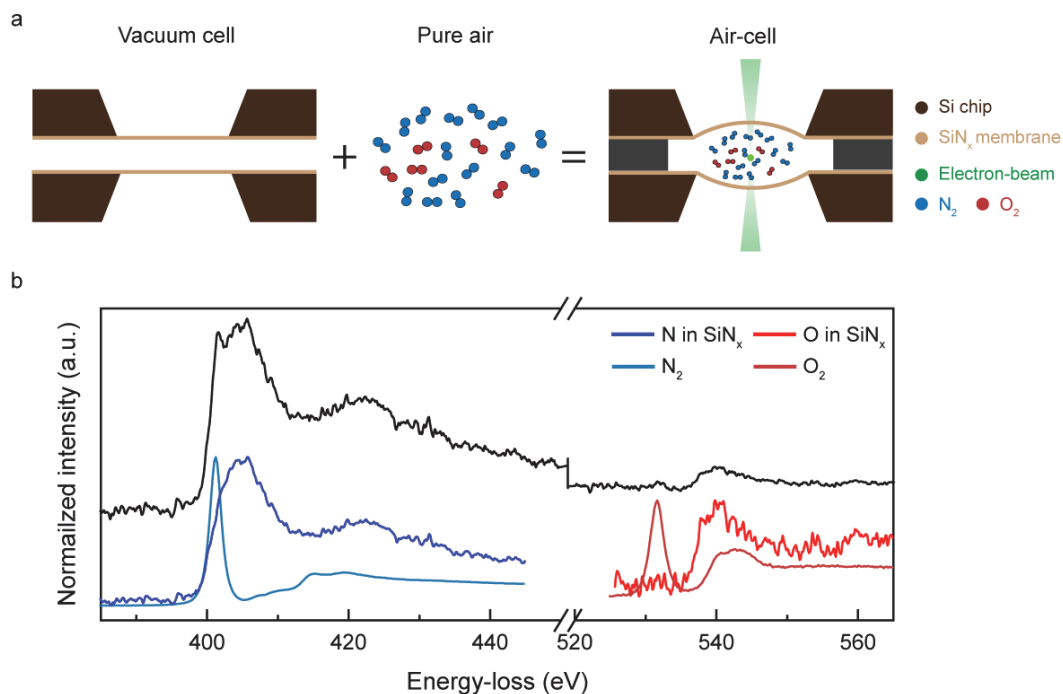 a
Vacuum cell
Pure air
Air-cell
+
=
Si chip
SiNₓ membrane
Electron-beam
N₂ O₂
b
Normailzed intensity (a.u.)
N in SiNₓ
O in SiNₓ
N₂
O₂
400 420 440 520 540 560
Energy-loss (eV)